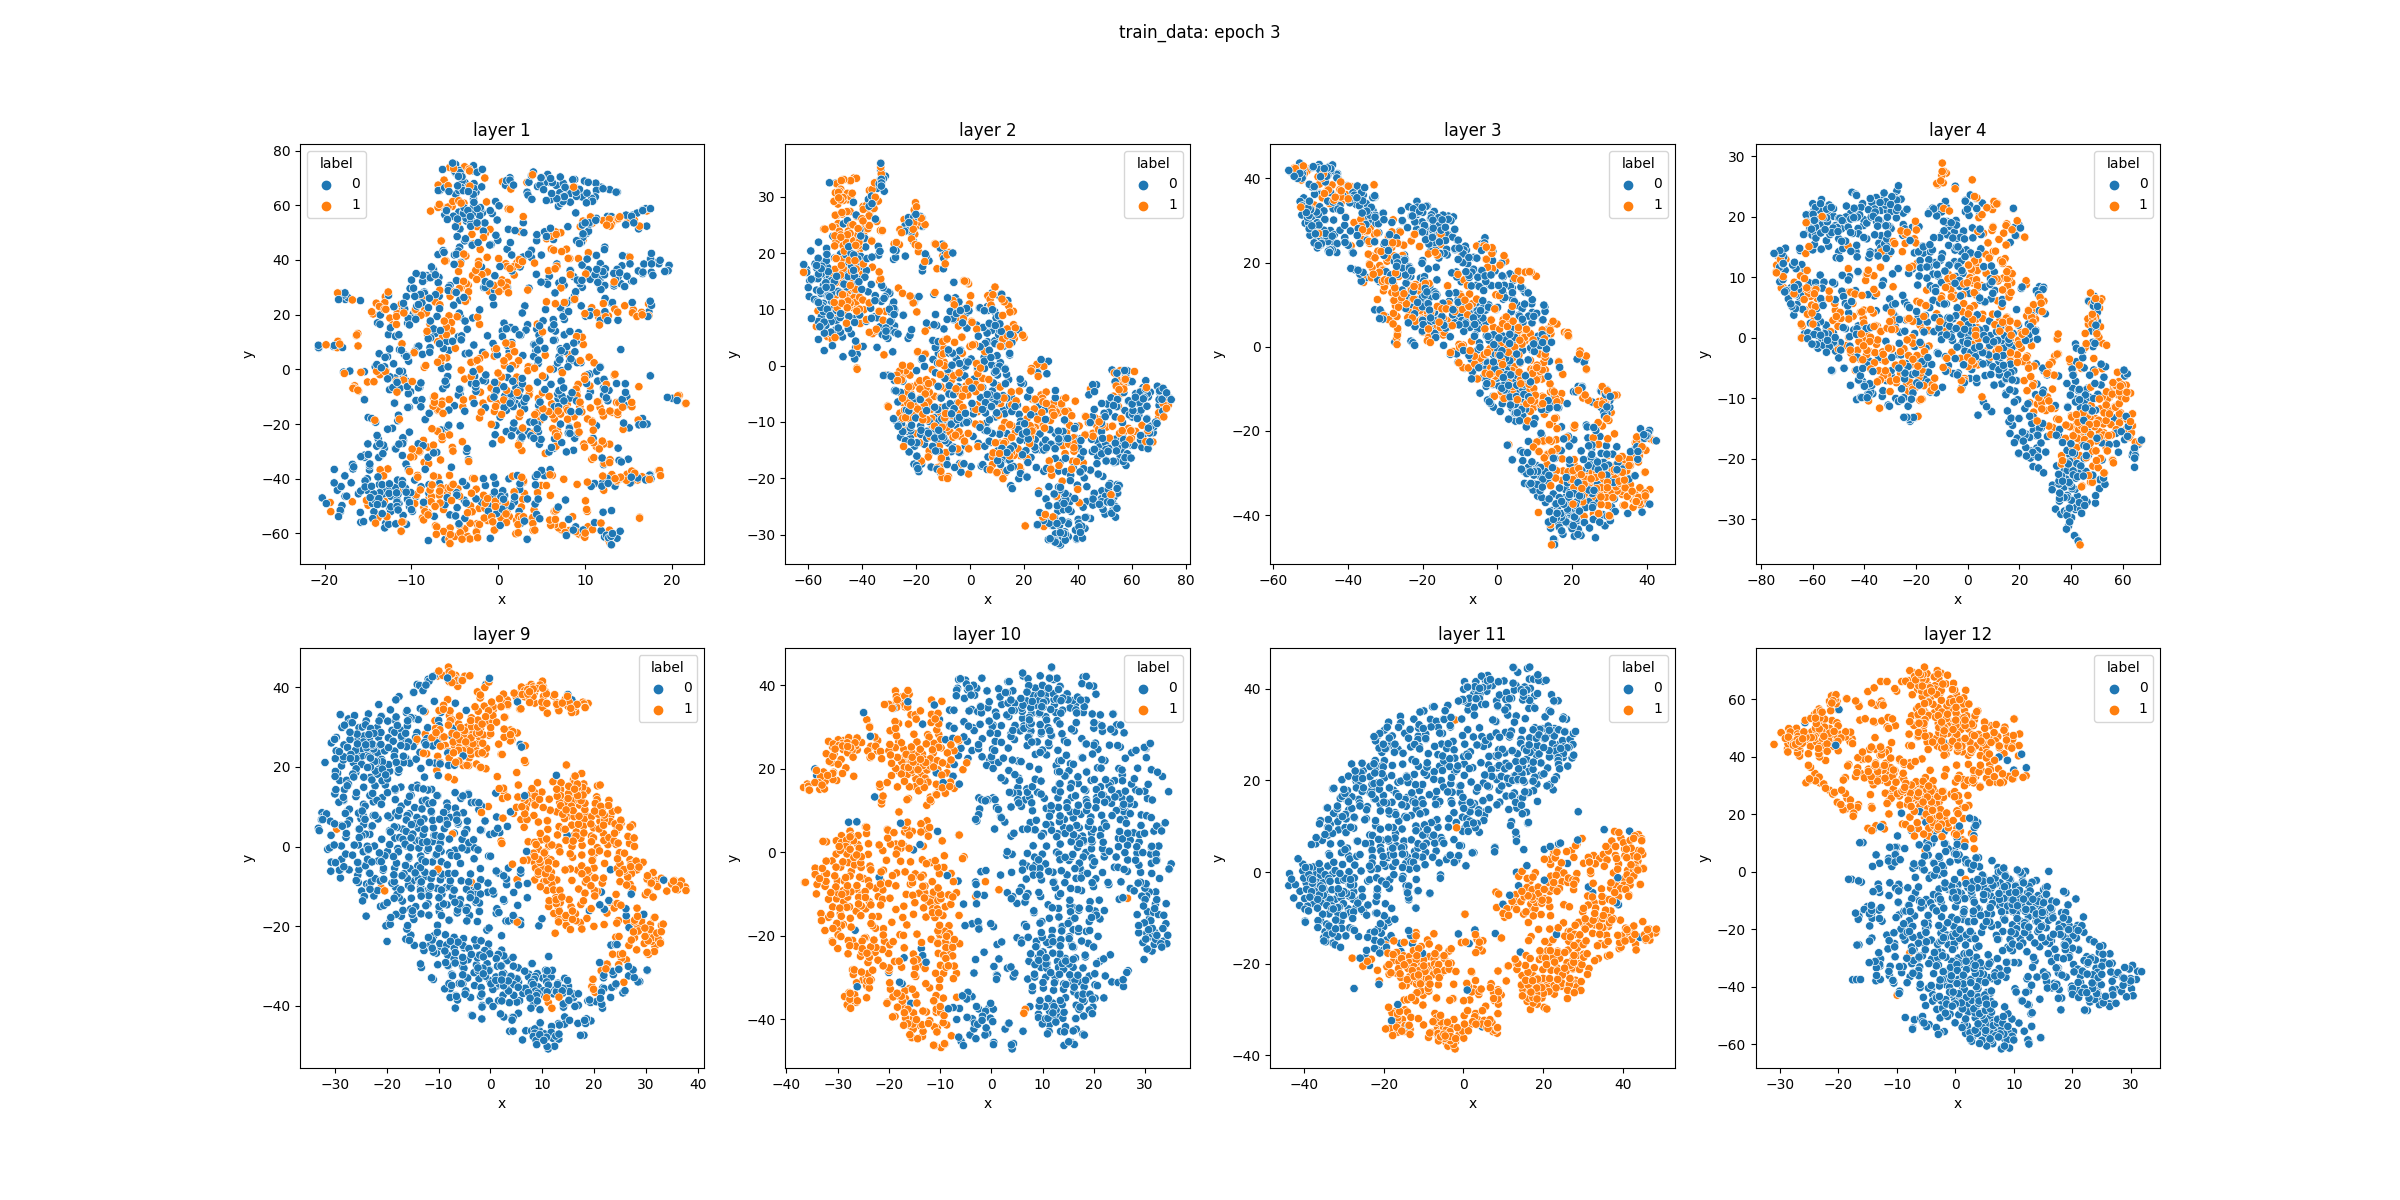 train_data: epoch 3
layer 1
label
0
1
80
60
40
20
0
−20
−40
−60
y
−20 −10 0 10 20
x
layer 2
label
0
1
30
20
10
0
−10
−20
−30
y
−60 −40 −20 0 20 40 60 80
x
layer 3
label
0
1
40
20
0
−20
−40
y
−60 −40 −20 0 20 40
x
layer 4
label
0
1
30
20
10
0
−10
−20
−30
y
−80 −60 −40 −20 0 20 40 60
x
layer 9
label
0
1
40
20
0
−20
−40
y
−30 −20 −10 0 10 20 30 40
x
layer 10
label
0
1
40
20
0
−20
−40
y
−40 −30 −20 −10 0 10 20 30
x
layer 11
label
0
1
40
20
0
−20
−40
y
−40 −20 0 20 40
x
layer 12
label
0
1
60
40
20
0
−20
−40
−60
y
−30 −20 −10 0 10 20 30
x